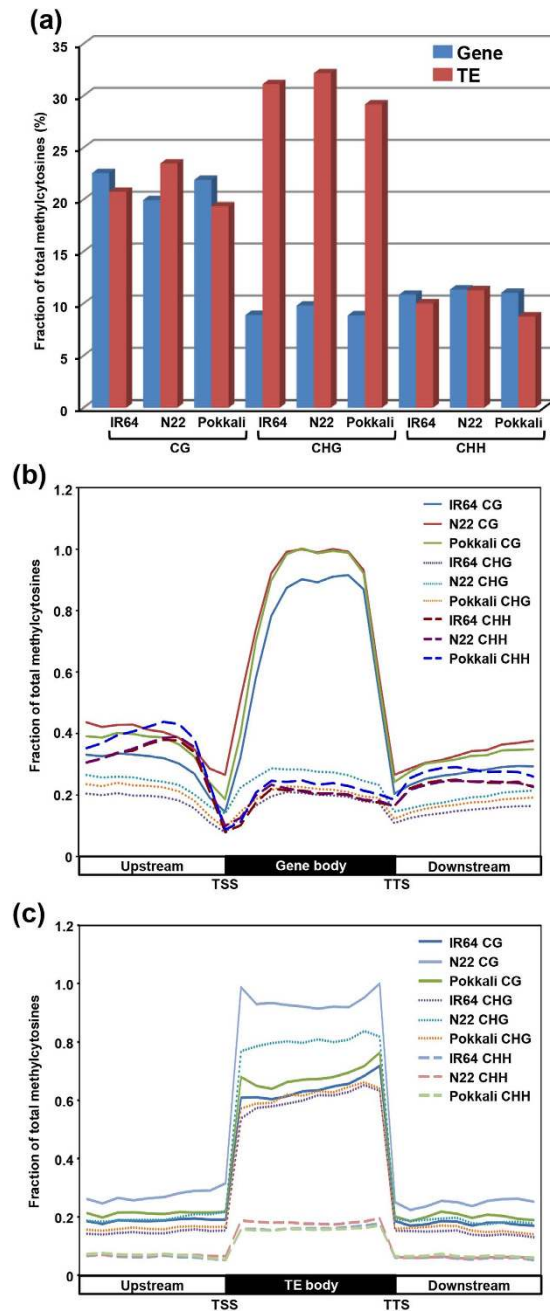 (a)
35
30
25
20
15
10
5
0
Fraction of total methylcytosines (%)
Gene
TE
IR64 N22 Pokkali IR64 N22 Pokkali IR64 N22 Pokkali
CG CHG CHH
(b)
1.2
1.0
0.8
0.6
0.4
0.2
0
Fraction of total methylcytosines
IR64 CG
N22 CG
Pokkali CG
IR64 CHG
N22 CHG
Pokkali CHG
IR64 CHH
N22 CHH
Pokkali CHH
Upstream Gene body Downstream
TSS TTS
(c)
1.2
1.0
0.8
0.6
0.4
0.2
0
Fraction of total methylcytosines
IR64 CG
N22 CG
Pokkali CG
IR64 CHG
N22 CHG
Pokkali CHG
IR64 CHH
N22 CHH
Pokkali CHH
Upstream TE body Downstream
TSS TTS